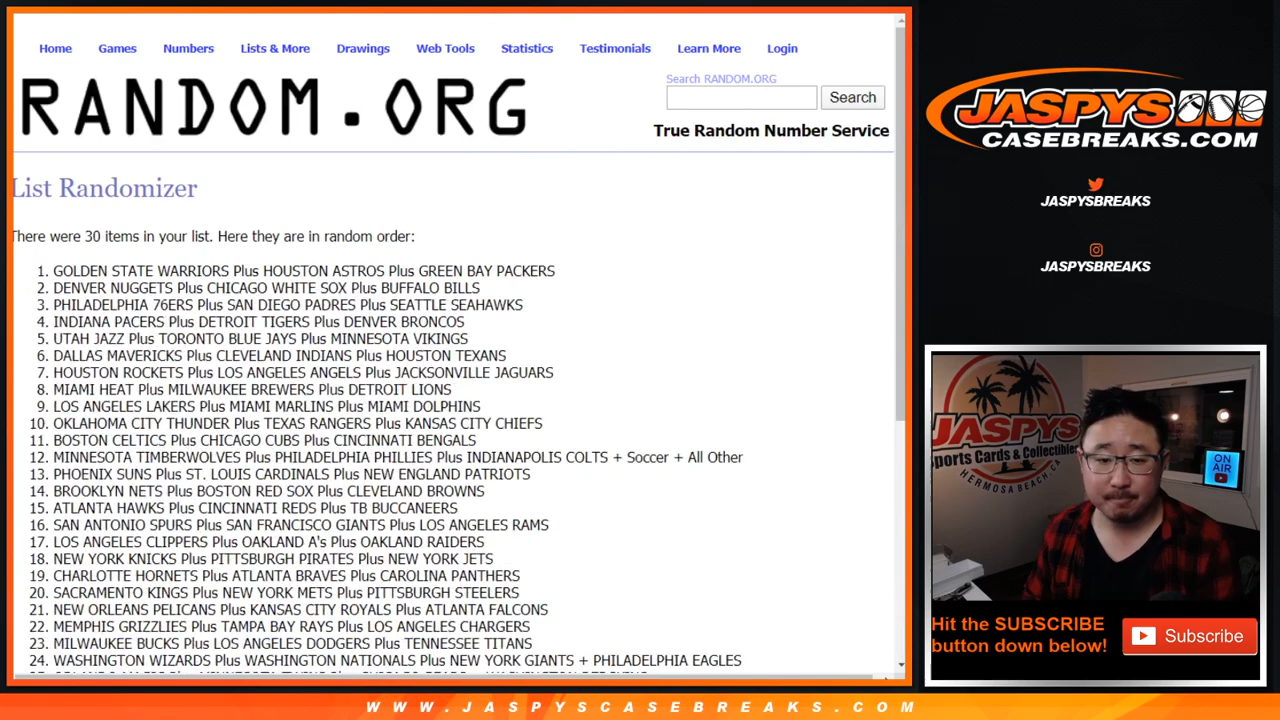 Home Games Numbers Lists & More Drawings Web Tools Statistics Testimonials Learn More Login
RANDOM.ORG
Search RANDOM.ORG
Search
True Random Number Service
List Randomizer
There were 30 items in your list. Here they are in random order:
1. GOLDEN STATE WARRIORS Plus HOUSTON ASTROS Plus GREEN BAY PACKERS
2. DENVER NUGGETS Plus CHICAGO WHITE SOX Plus BUFFALO BILLS
3. PHILADELPHIA 76ERS Plus SAN DIEGO PADRES Plus SEATTLE SEAHAWKS
4. INDIANA PACERS Plus DETROIT TIGERS Plus DENVER BRONCOS
5. UTAH JAZZ Plus TORONTO BLUE JAYS Plus MINNESOTA VIKINGS
6. DALLAS MAVERICKS Plus CLEVELAND INDIANS Plus HOUSTON TEXANS
7. HOUSTON ROCKETS Plus LOS ANGELES ANGELS Plus JACKSONVILLE JAGUARS
8. MIAMI HEAT Plus MILWAUKEE BREWERS Plus DETROIT LIONS
9. LOS ANGELES LAKERS Plus MIAMI MARLINS Plus MIAMI DOLPHINS
10. OKLAHOMA CITY THUNDER Plus TEXAS RANGERS Plus KANSAS CITY CHIEFS
11. BOSTON CELTICS Plus CHICAGO CUBS Plus CINCINNATI BENGALS
12. MINNESOTA TIMBERWOLVES Plus PHILADELPHIA PHILLIES Plus INDIANAPOLIS COLTS + Soccer + All Other
13. PHOENIX SUNS Plus ST. LOUIS CARDINALS Plus NEW ENGLAND PATRIOTS
14. BROOKLYN NETS Plus BOSTON RED SOX Plus CLEVELAND BROWNS
15. ATLANTA HAWKS Plus CINCINNATI REDS Plus TB BUCCANEERS
16. SAN ANTONIO SPURS Plus SAN FRANCISCO GIANTS Plus LOS ANGELES RAMS
17. LOS ANGELES CLIPPERS Plus OAKLAND A's Plus OAKLAND RAIDERS
18. NEW YORK KNICKS Plus PITTSBURGH PIRATES Plus NEW YORK JETS
19. CHARLOTTE HORNETS Plus ATLANTA BRAVES Plus CAROLINA PANTHERS
20. SACRAMENTO KINGS Plus NEW YORK METS Plus PITTSBURGH STEELERS
21. NEW ORLEANS PELICANS Plus KANSAS CITY ROYALS Plus ATLANTA FALCONS
22. MEMPHIS GRIZZLIES Plus TAMPA BAY RAYS Plus LOS ANGELES CHARGERS
23. MILWAUKEE BUCKS Plus LOS ANGELES DODGERS Plus TENNESSEE TITANS
24. WASHINGTON WIZARDS Plus WASHINGTON NATIONALS Plus NEW YORK GIANTS + PHILADELPHIA EAGLES
JASPYS
CASEBREAKS.COM
JASPYSBREAKS
JASPYSBREAKS
JASPYS
Sports Cards & Collectibles
HERMOSA BEACH, CA
ON
AIR
Hit the SUBSCRIBE
button down below!
Subscribe
WWW.JASPYSCASEBREAKS.COM